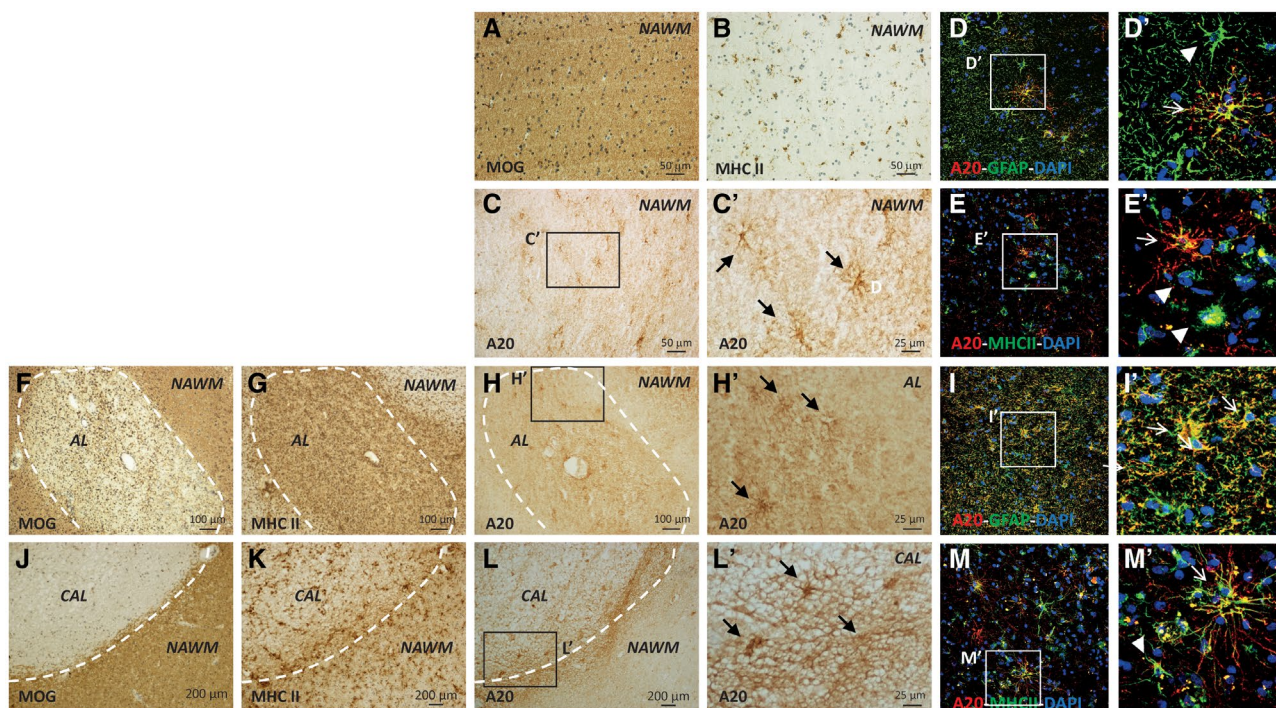 A NAWM
MOG 50 µm
B NAWM
MHC II 50 µm
D
D'
A20-GFAP-DAPI
D'
C NAWM
C'
A20 50 µm
C' NAWM
D
A20 25 µm
E
E'
A20-MHCII-DAPI
E'
F NAWM
AL
MOG 100 µm
G NAWM
AL
MHC II 100 µm
H H' NAWM
AL
A20 100 µm
H' AL
A20 25 µm
I
I'
A20-GFAP-DAPI
I'
J
CAL
NAWM
MOG 200 µm
K
CAL
NAWM
MHC II 200 µm
L
CAL
NAWM
L'
A20 200 µm
L' CAL
A20 25 µm
M
M'
A20-MHCII-DAPI
M'